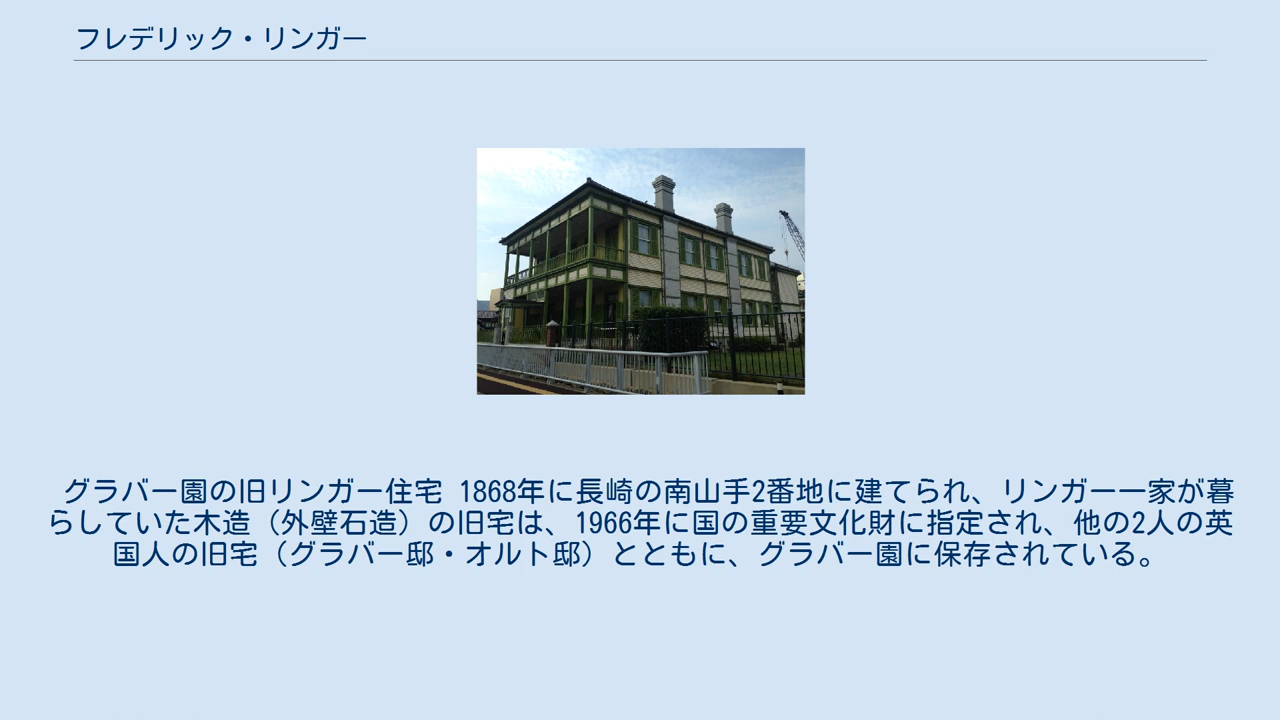 フレデリック・リンガー
グラバー園の旧リンガー住宅 1868年に長崎の南山手2番地に建てられ、リンガー一家が暮
らしていた木造（外壁石造）の旧宅は、1966年に国の重要文化財に指定され、他の2人の英
国人の旧宅（グラバー邸・オルト邸）とともに、グラバー園に保存されている。